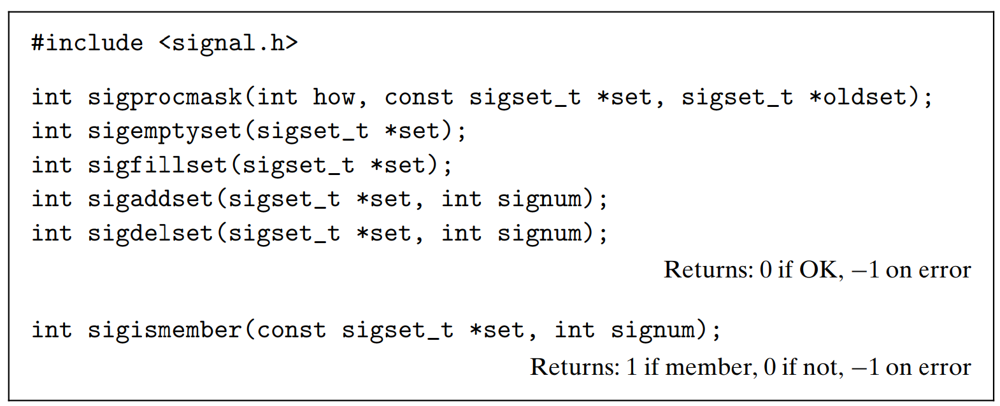 #include <signal.h>
int sigprocmask(int how, const sigset_t *set, sigset_t *oldset);
int sigemptyset(sigset_t *set);
int sigfillset(sigset_t *set);
int sigaddset(sigset_t *set, int signum);
int sigdelset(sigset_t *set, int signum);
Returns: 0 if OK, −1 on error
int sigismember(const sigset_t *set, int signum);
Returns: 1 if member, 0 if not, −1 on error